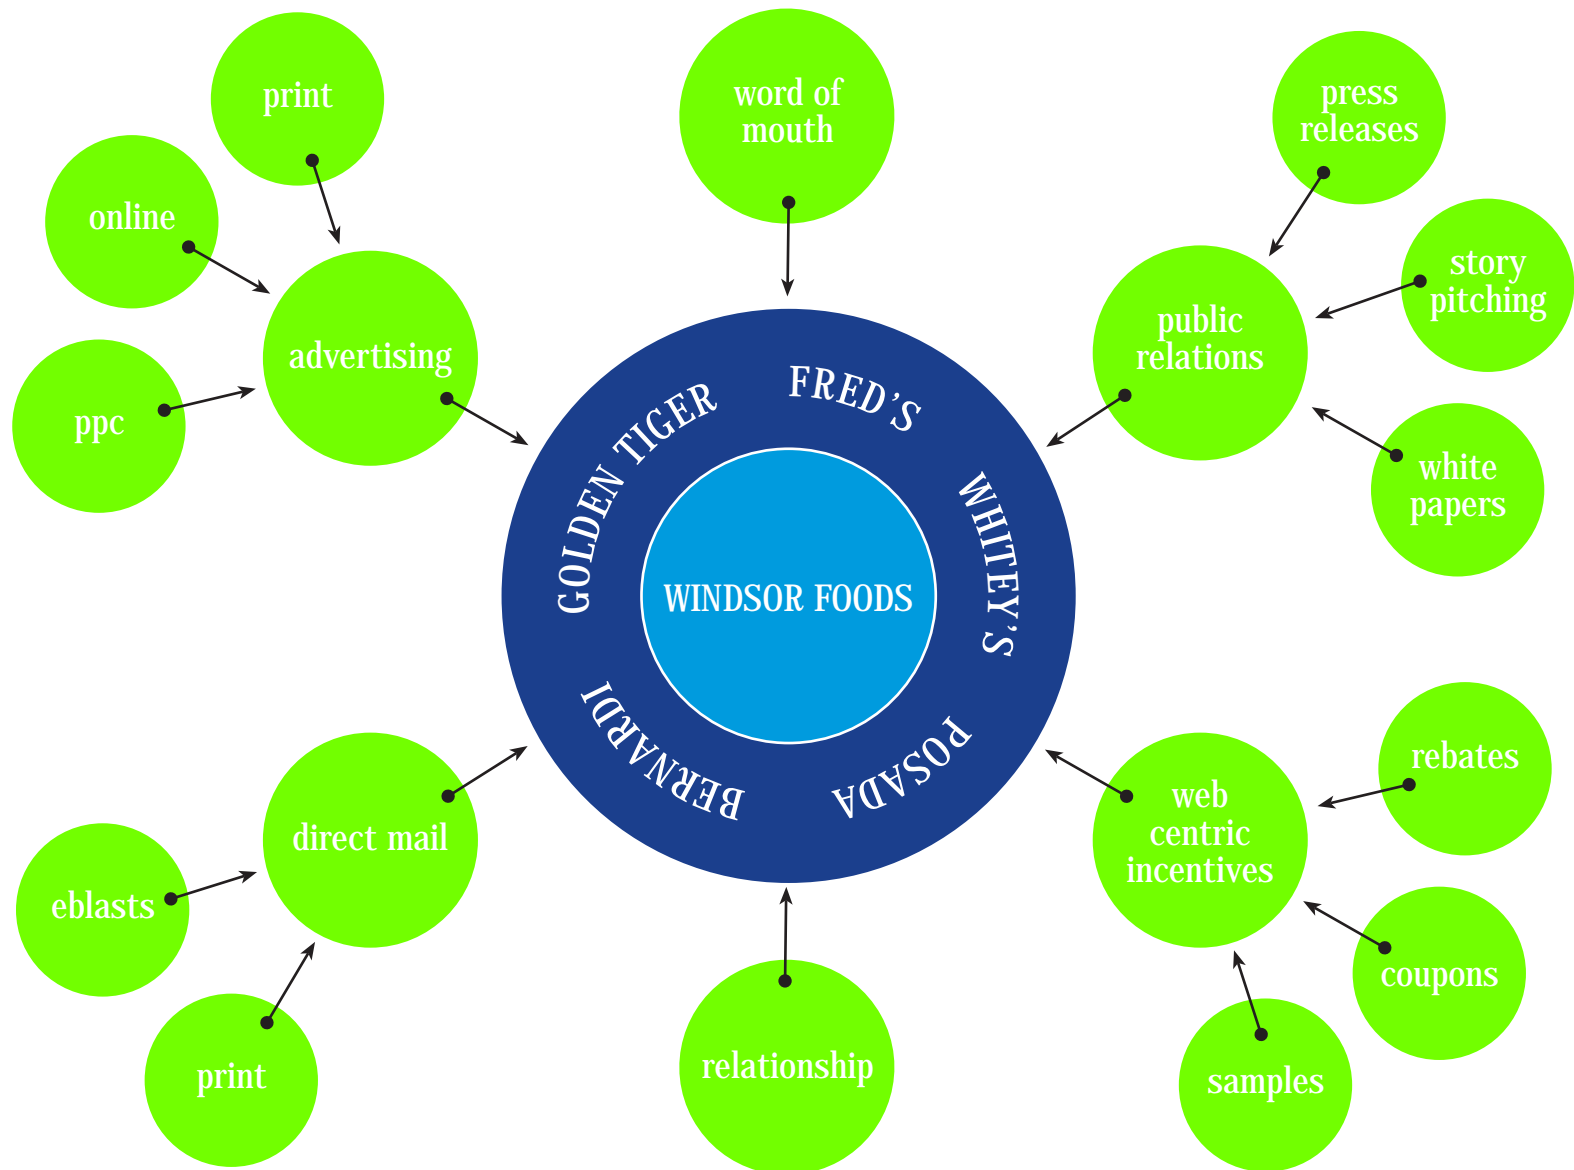 print
word of
mouth
press
releases
online
story
pitching
advertising
public
relations
ppc
white
papers
GOLDEN TIGER
FRED'S
WHITEY'S
POSADA
BERNARDI
WINDSOR FOODS
direct mail
web
centric
incentives
rebates
eblasts
coupons
print
relationship
samples